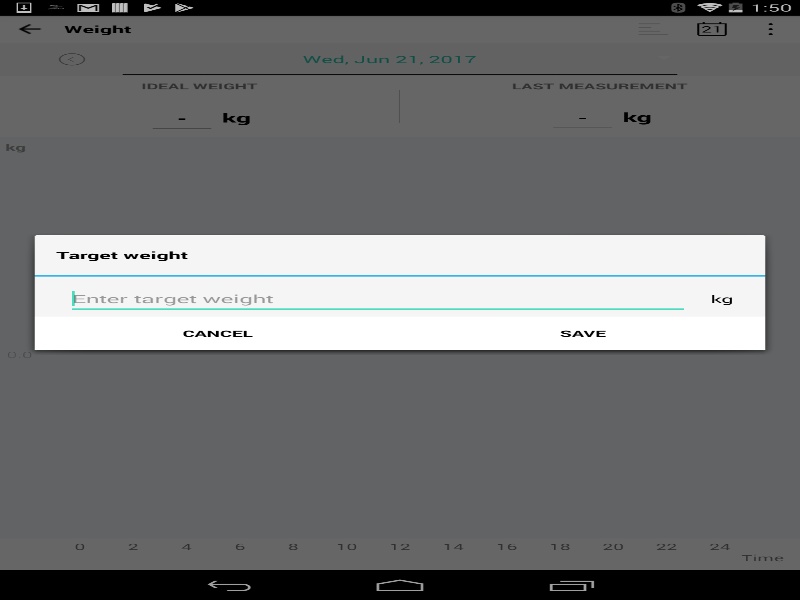 1:50
Weight
21
Wed, Jun 21, 2017
IDEAL WEIGHT
LAST MEASUREMENT
- kg
- kg
kg
Target weight
Enter target weight
kg
CANCEL
SAVE
0.0
0 2 4 6 8 10 12 14 16 18 20 22 24
Time